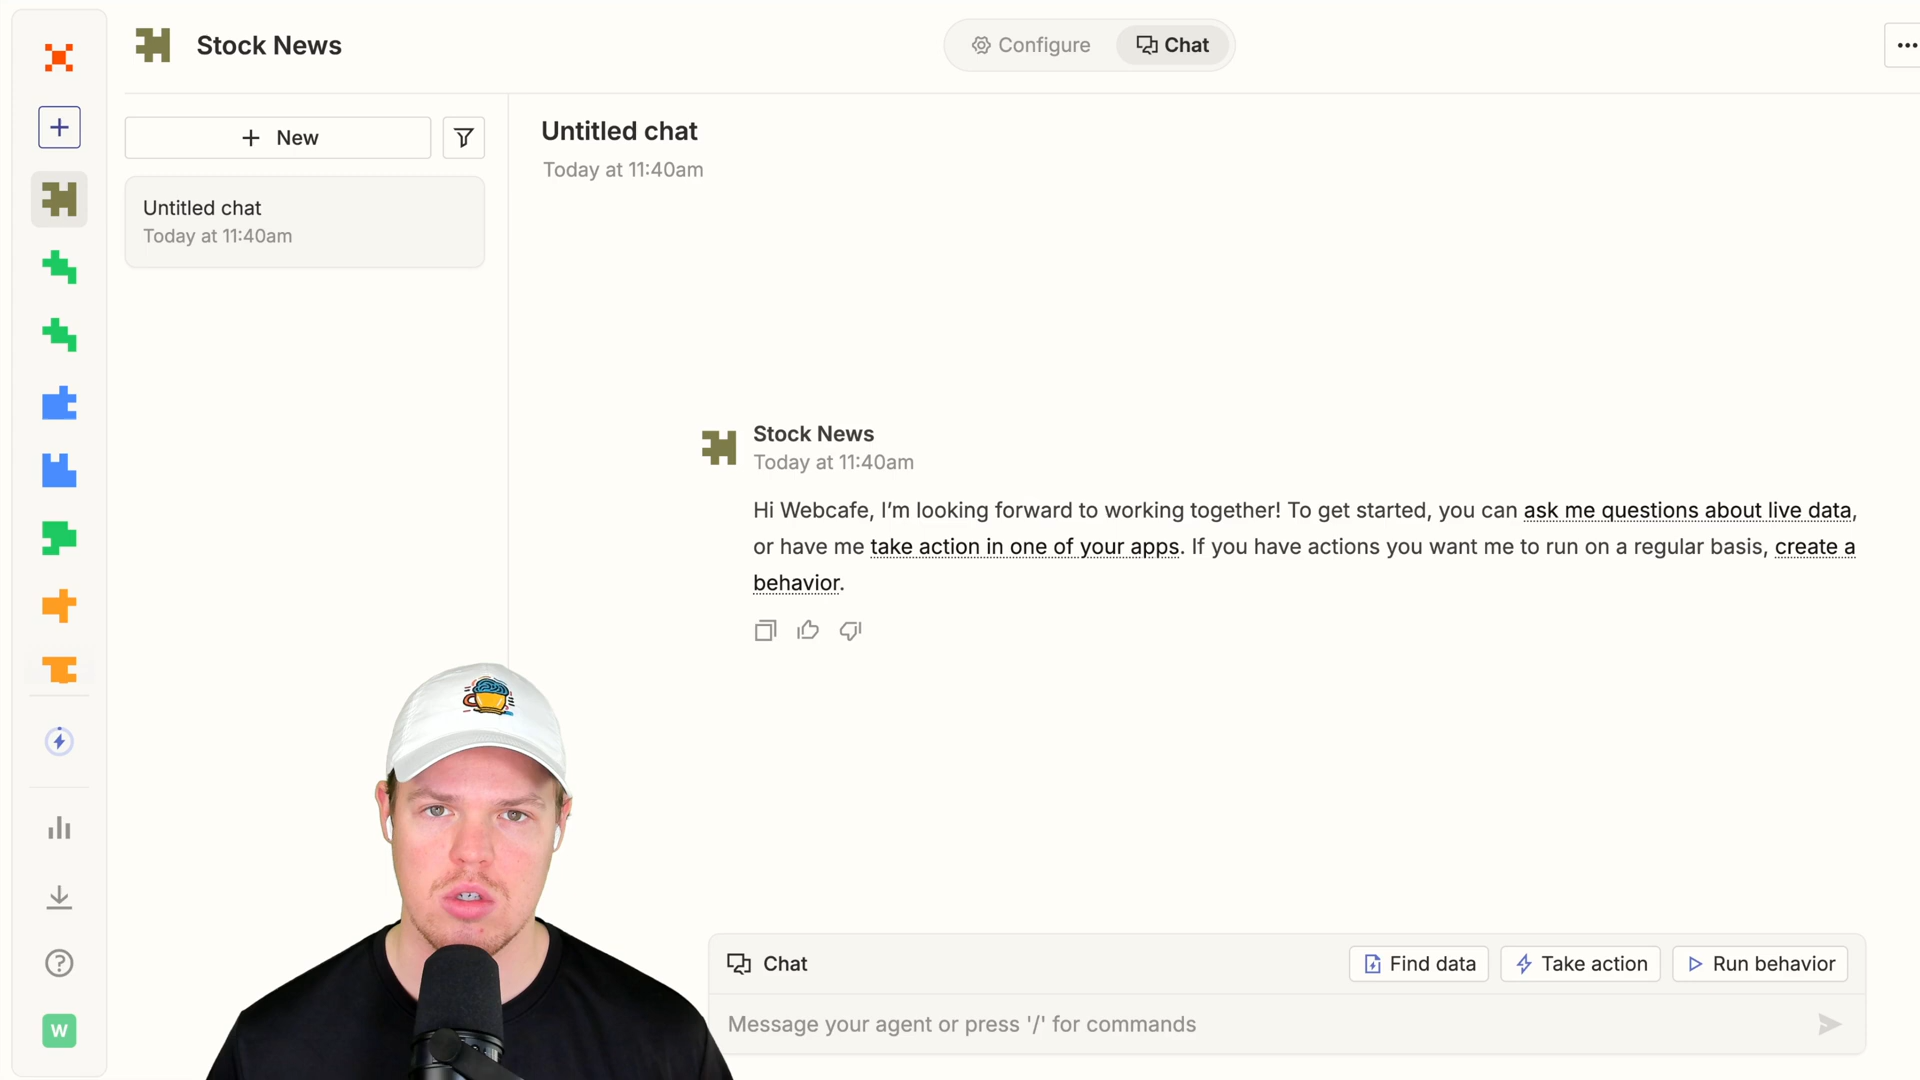 Stock News
Configure
Chat
New
Untitled chat
Today at 11:40am
Untitled chat
Today at 11:40am
Stock News
Today at 11:40am
Hi Webcafe, I'm looking forward to working together! To get started, you can ask me questions about live data,
or have me take action in one of your apps. If you have actions you want me to run on a regular basis, create a
behavior.
Chat
Find data
Take action
Run behavior
Message your agent or press '/' for commands
W